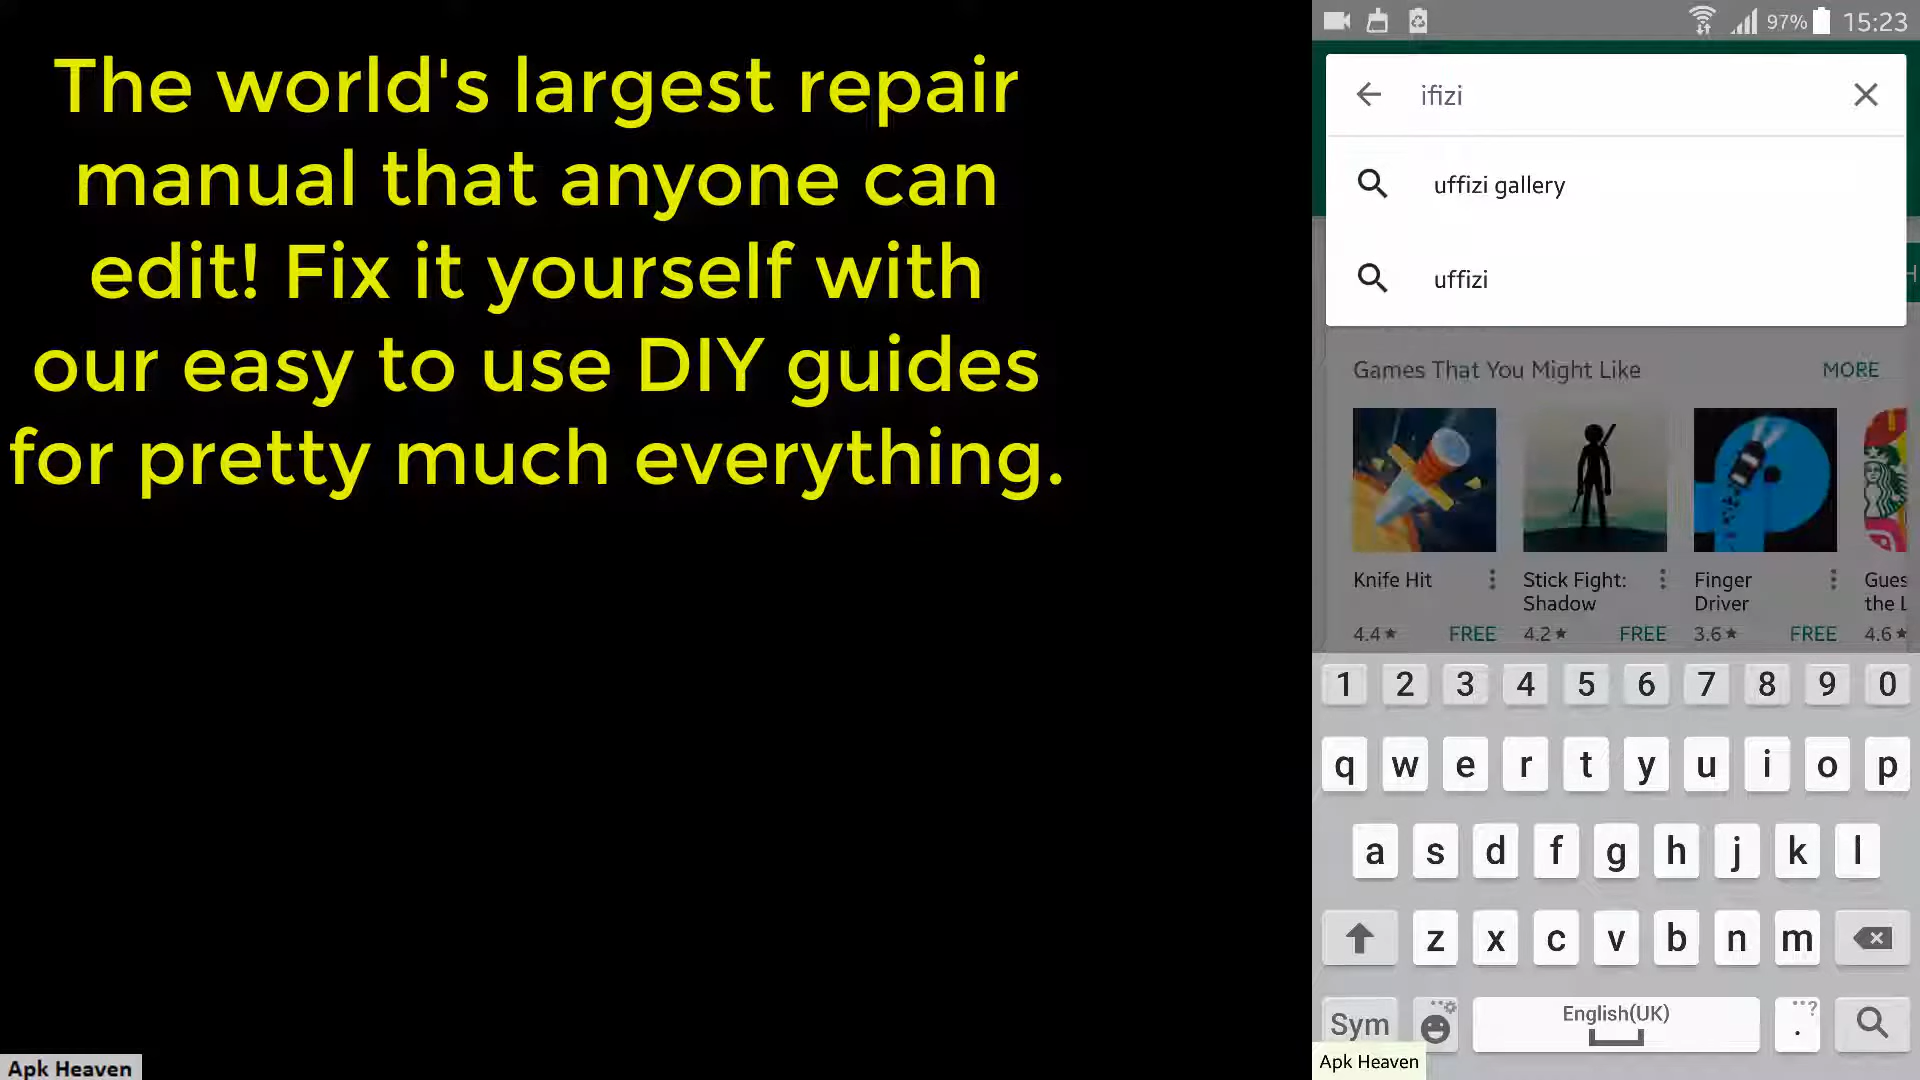 The world's largest repair
manual that anyone can
edit! Fix it yourself with
our easy to use DIY guides
for pretty much everything.
Apk Heaven
97% 15:23
ifizi
uffizi gallery
uffizi
H
Games That You Might Like MORE
Knife Hit
Stick Fight:
Shadow
Finger
Driver
Gues
the L
4.4★ FREE 4.2★ FREE 3.6★ FREE 4.6★
1 2 3 4 5 6 7 8 9 0
q w e r t y u i o p
a s d f g h j k l
z x c v b n m
Sym English(UK) . ?
Apk Heaven